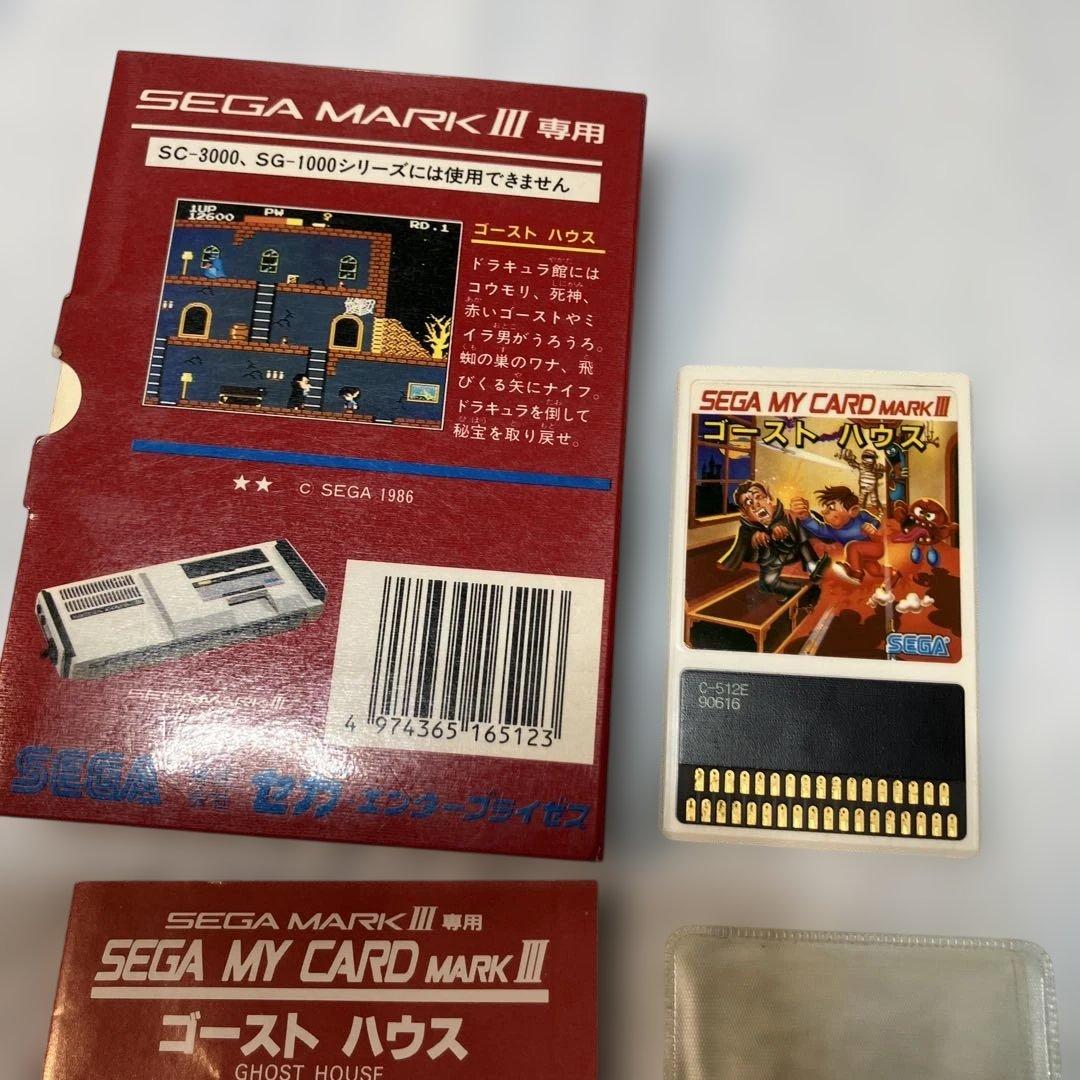 SEGA MARK III 専用
SC-3000、SG-1000シリーズには使用できません
1UP
12600
PW
RD.1
ゴースト ハウス
ドラキュラ館には
コウモリ、死神、
赤いゴーストやミ
イラ男がうろうろ。
蜘の巣のワナ、飛
びくる矢にナイフ。
ドラキュラを倒して
秘宝を取り戻せ。
★★ © SEGA 1986
SEGA MARK III
4 974365 165123
SEGA 株式会社 セガ・エンタープライゼス
SEGA MY CARD MARK III
ゴースト ハウス
SEGA
C-512E
90616
SEGA MARK III 専用
SEGA MY CARD MARK III
ゴースト ハウス
GHOST HOUSE